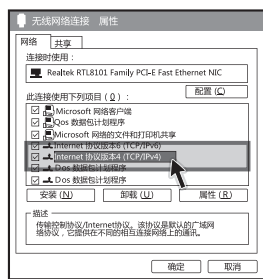 无线网络连接 属性
网络 共享
连接时使用：
Realtek RTL8101 Family PCI-E Fast Ethernet NIC
配置 (C)
此连接使用下列项目 ( O ) ：
Microsoft 网络客户端
Qos 数据包计划程序
Microsoft 网络的文件和打印机共享
Internet 协议版本6 (TCP/IPv6)
Internet 协议版本4 (TCP/IPv4)
Dos 数据包计划程序
Dos 数据包计划程序
安装 (N) 卸载 (U) 属性 (R)
描述
传输控制协议/Internet协议。该协议是默认的广域网
络协议，它提供在不同的相互连接网络上的通讯。
确定 取消